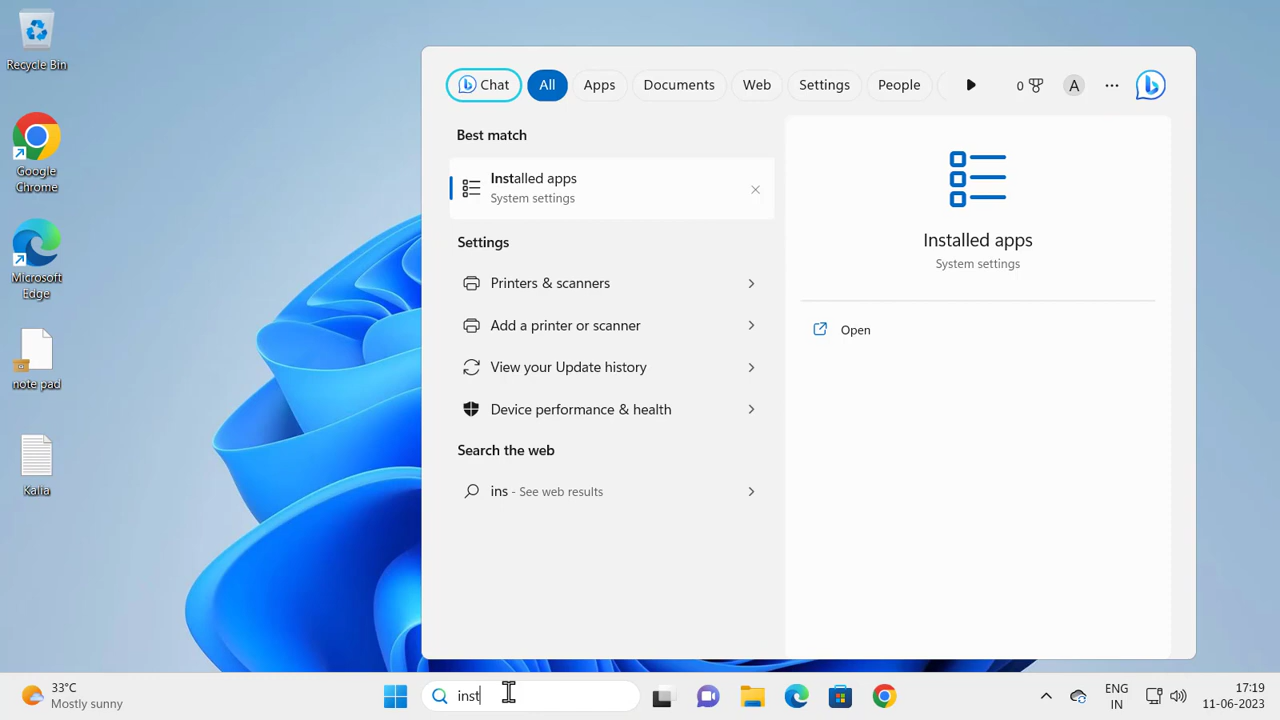 Recycle Bin
Google
Chrome
Microsoft
Edge
note pad
Kalia
Chat
All
Apps
Documents
Web
Settings
People
0
A
Best match
Installed apps
System settings
Settings
Printers & scanners
Add a printer or scanner
View your Update history
Device performance & health
Search the web
ins - See web results
Installed apps
System settings
Open
33°C
Mostly sunny
inst
ENG
IN
17:19
11-06-2023